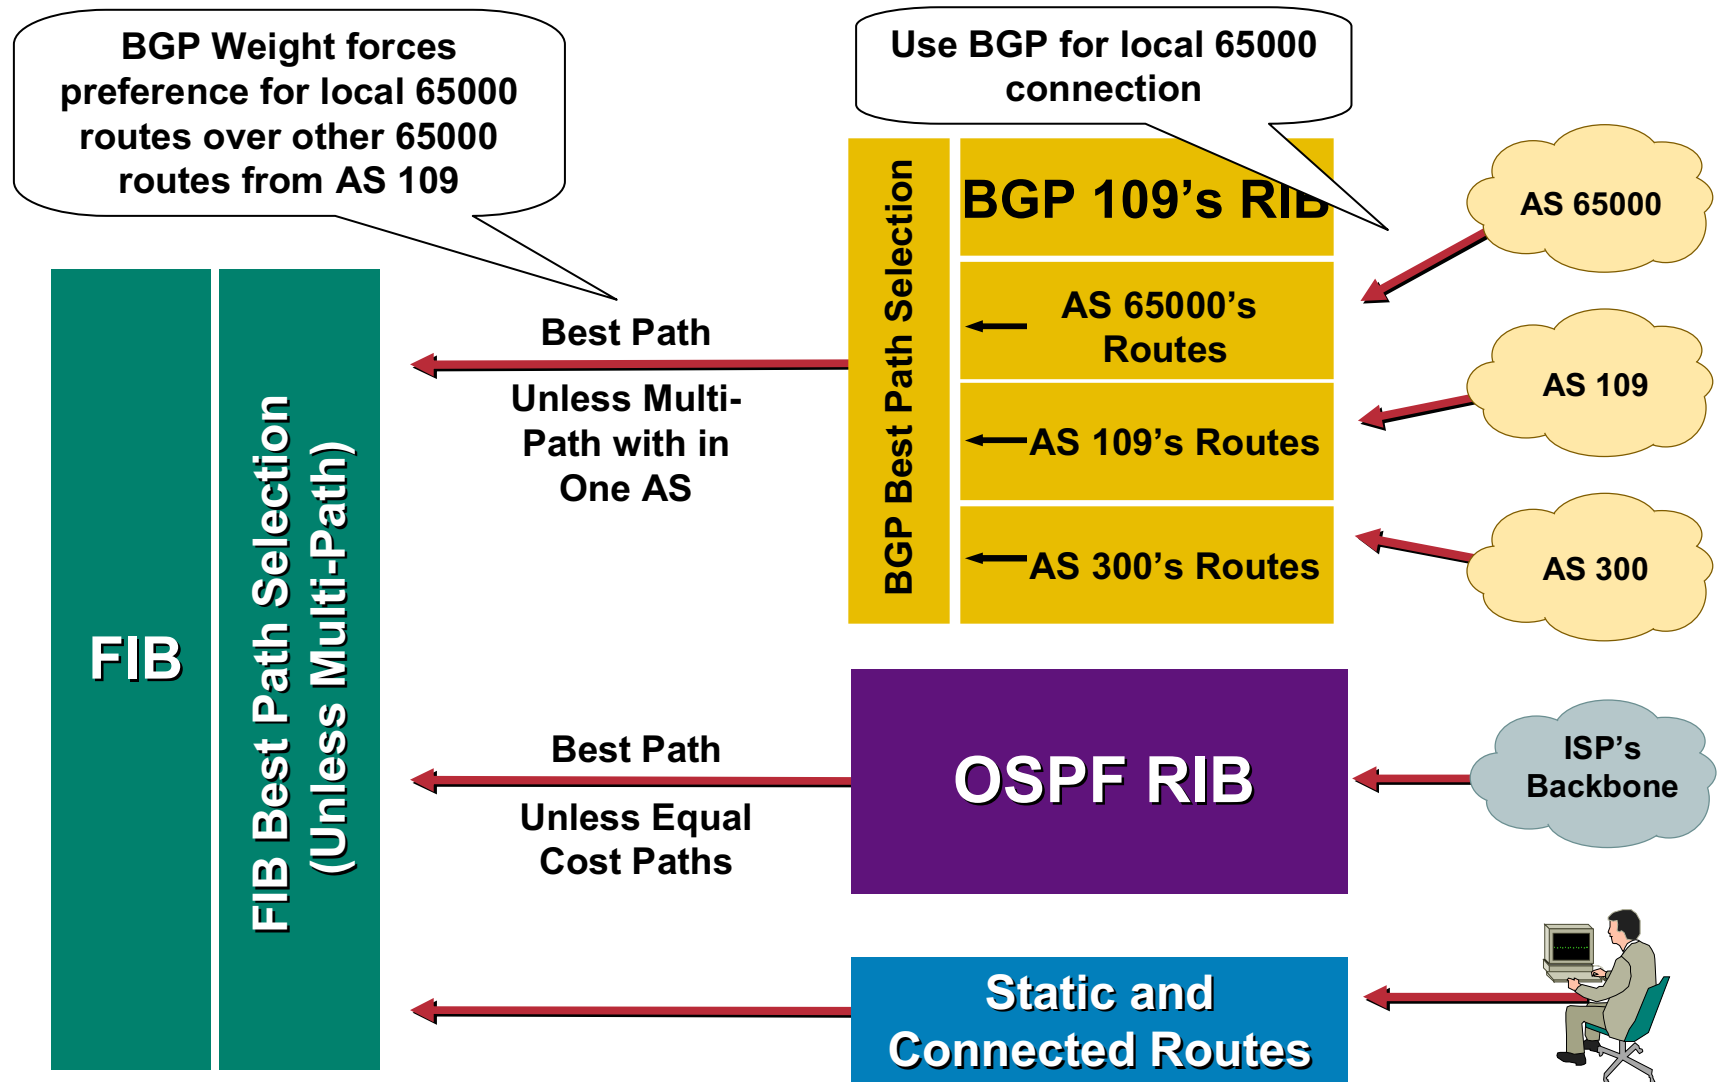 BGP Weight forces
preference for local 65000
routes over other 65000
routes from AS 109
Use BGP for local 65000
connection
BGP 109's RIB
BGP Best Path Selection
AS 65000's
Routes
AS 109's Routes
AS 300's Routes
AS 65000
AS 109
AS 300
Best Path
Unless Multi-
Path with in
One AS
FIB
FIB Best Path Selection
(Unless Multi-Path)
Best Path
Unless Equal
Cost Paths
OSPF RIB
ISP's
Backbone
Static and
Connected Routes